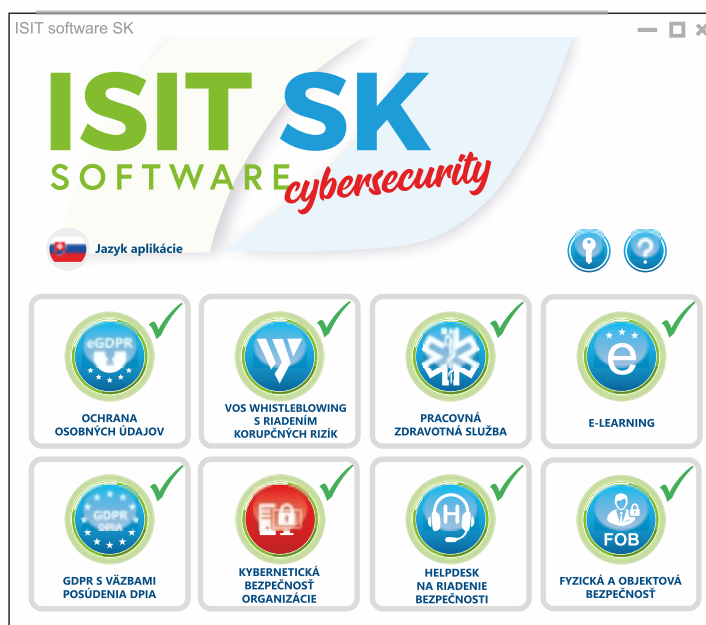 ISIT software SK
ISIT SK
SOFTWARE cybersecurity
Jazyk aplikácie
eGDPR
OCHRANA
OSOBNÝCH ÚDAJOV
VOS WHISTLEBLOWING
S RIADENÍM
KORUPČNÝCH RIZÍK
PRACOVNÁ
ZDRAVOTNÁ SLUŽBA
e
E-LEARNING
GDPR
DPIA
GDPR S VÄZBAMI
POSÚDENIA DPIA
KYBERNETICKÁ
BEZPEČNOSŤ
ORGANIZÁCIE
H
HELPDESK
NA RIADENIE
BEZPEČNOSTI
FOB
FYZICKÁ A OBJEKTOVÁ
BEZPEČNOSŤ